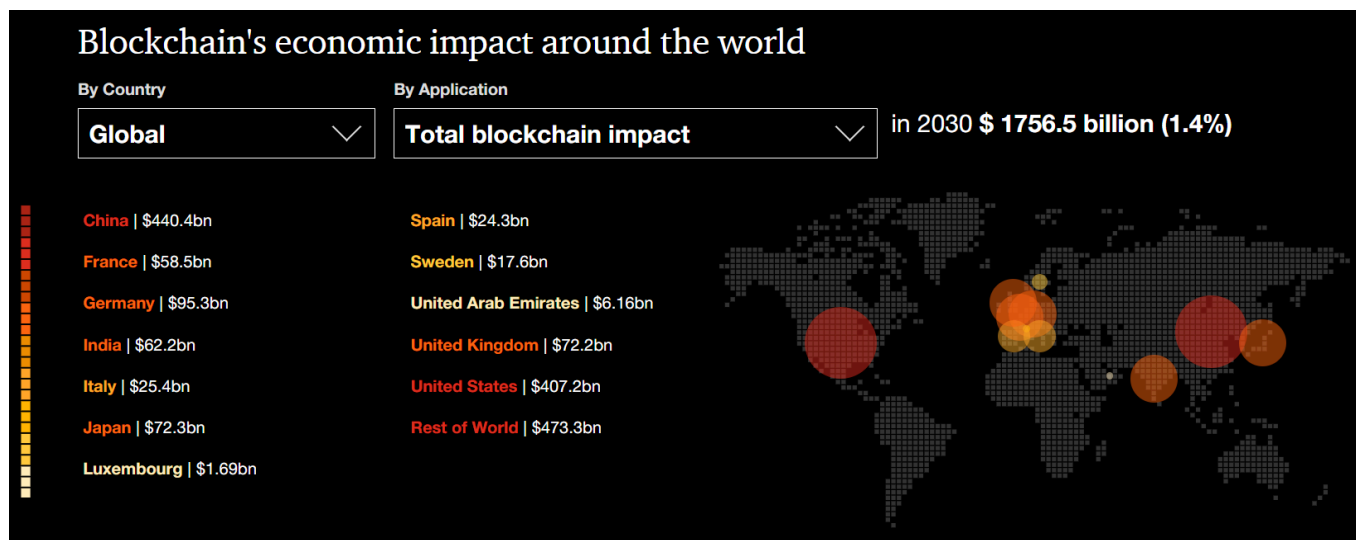 Blockchain's economic impact around the world
By Country
By Application
Global
Total blockchain impact
in 2030 $ 1756.5 billion (1.4%)
China | $440.4bn
France | $58.5bn
Germany | $95.3bn
India | $62.2bn
Italy | $25.4bn
Japan | $72.3bn
Luxembourg | $1.69bn
Spain | $24.3bn
Sweden | $17.6bn
United Arab Emirates | $6.16bn
United Kingdom | $72.2bn
United States | $407.2bn
Rest of World | $473.3bn